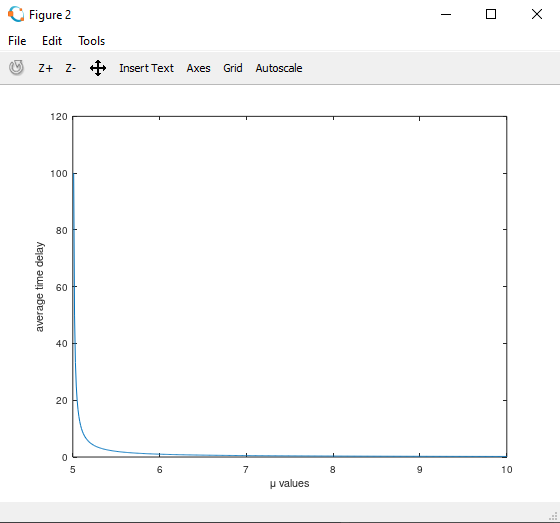 Figure 2
File Edit Tools
Z+ Z- Insert Text Axes Grid Autoscale
120
100
80
60
40
20
0
average time delay
5 6 7 8 9 10
μ values